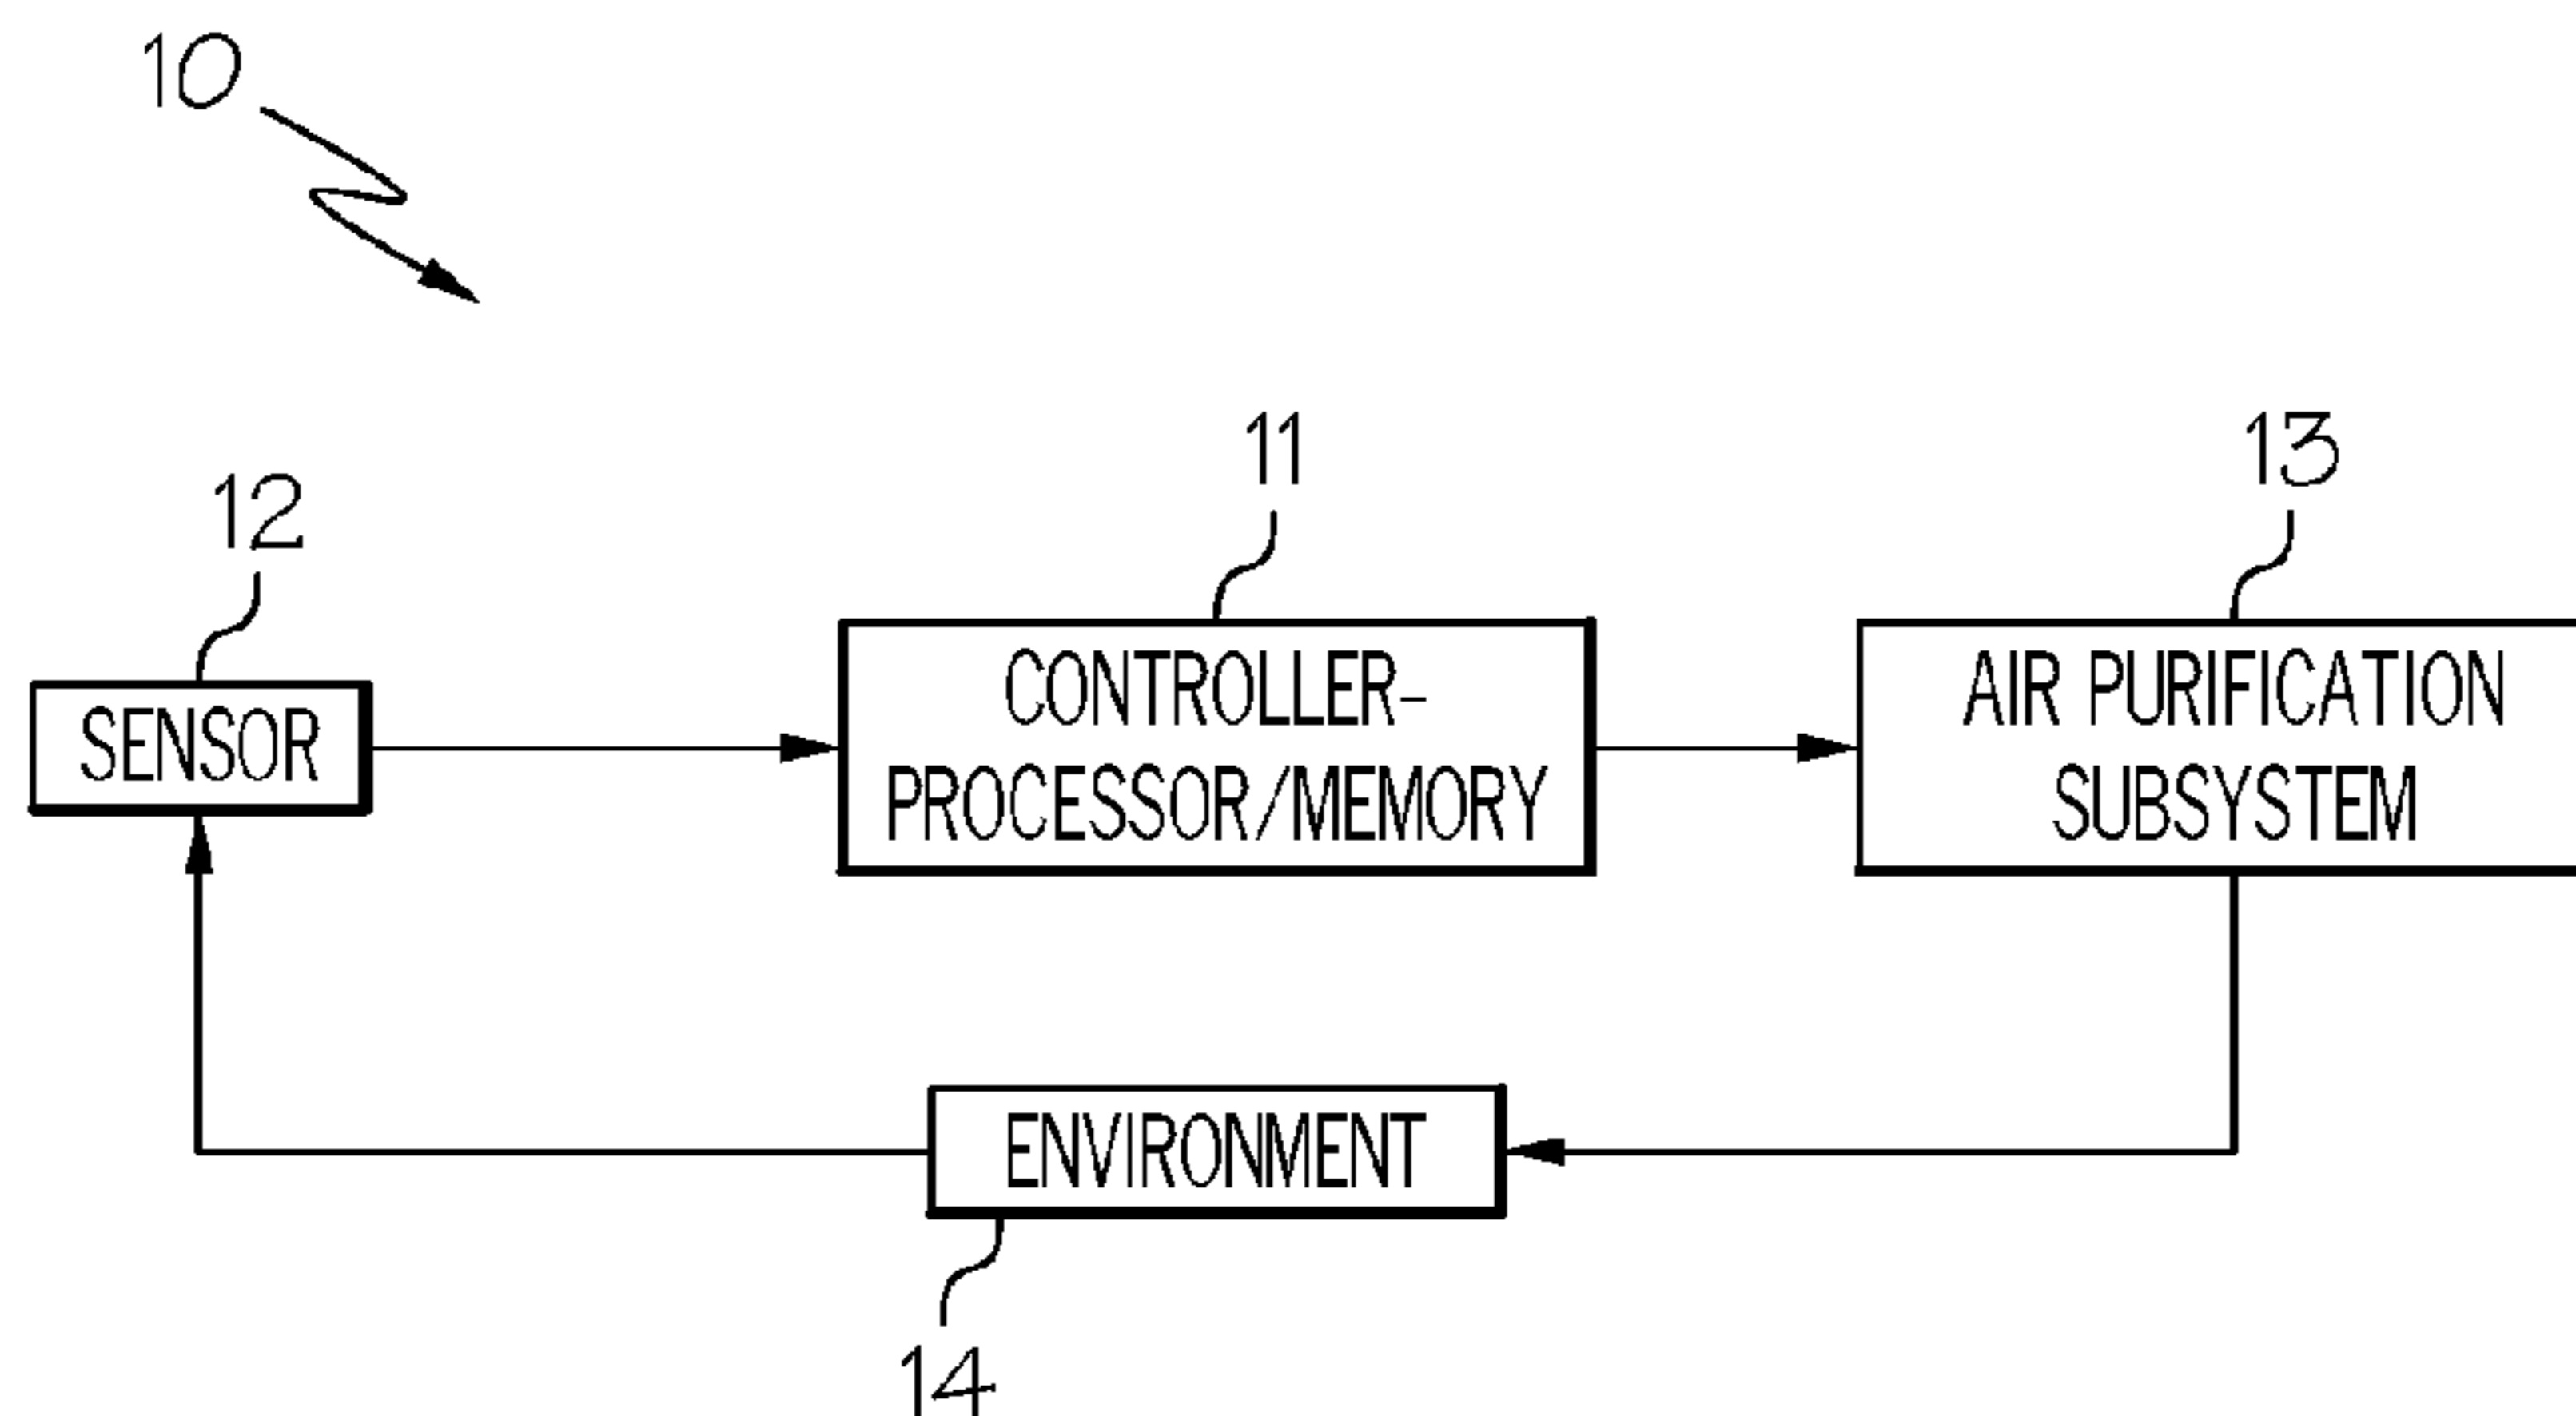 10
11
13
12
CONTROLLER-
PROCESSOR/MEMORY
AIR PURIFICATION
SUBSYSTEM
SENSOR
ENVIRONMENT
14